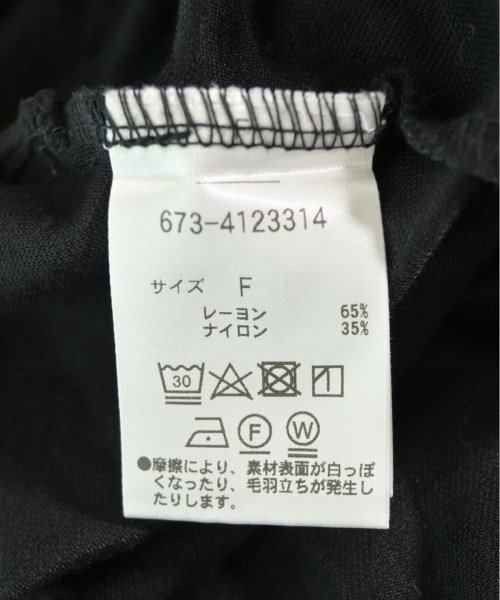 673-4123314
サイズ F
レーヨン 65%
ナイロン 35%
30
F W
●摩擦により、素材表面が白っぽ
くなったり、毛羽立ちが発生し
たりします。